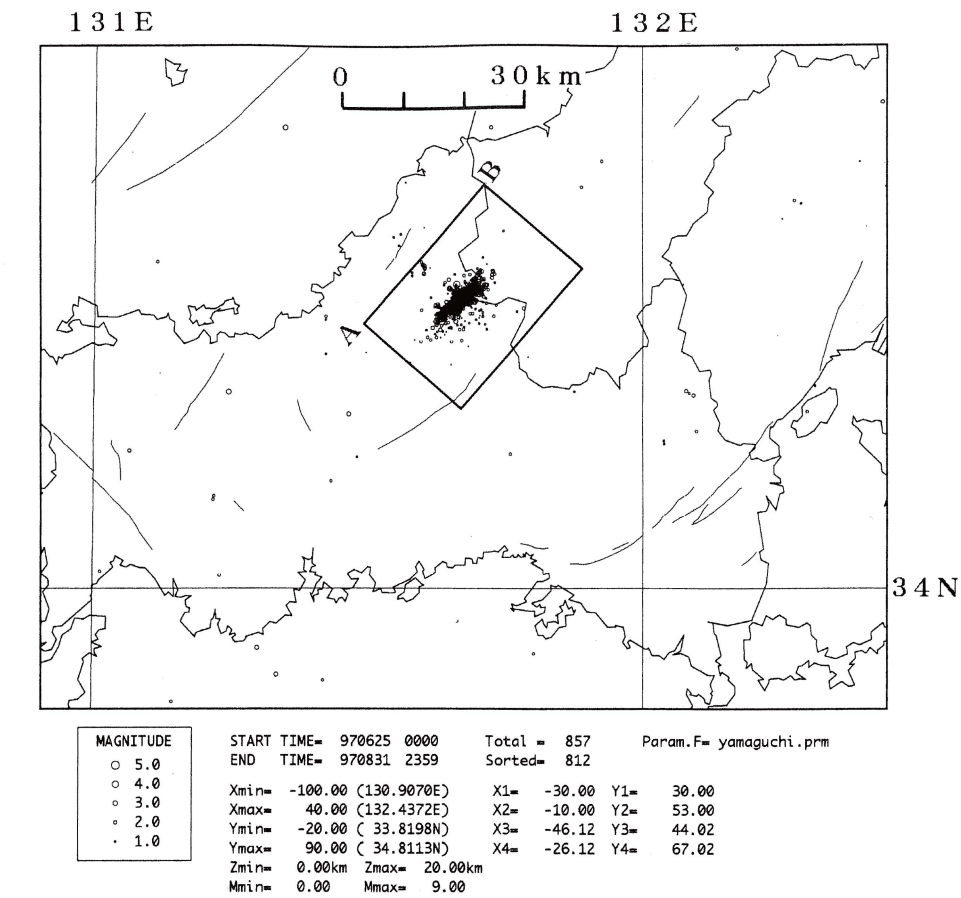 131E 132E
0 30km
B
A
34N
MAGNITUDE
5.0
4.0
3.0
2.0
1.0
START TIME= 970625 0000 Total = 857 Param.F= yamaguchi.prm
END TIME= 970831 2359 Sorted= 812
Xmin= -100.00 (130.9070E) X1= -30.00 Y1= 30.00
Xmax= 40.00 (132.4372E) X2= -10.00 Y2= 53.00
Ymin= -20.00 ( 33.8198N) X3= -46.12 Y3= 44.02
Ymax= 90.00 ( 34.8113N) X4= -26.12 Y4= 67.02
Zmin= 0.00km Zmax= 20.00km
Mmin= 0.00 Mmax= 9.00